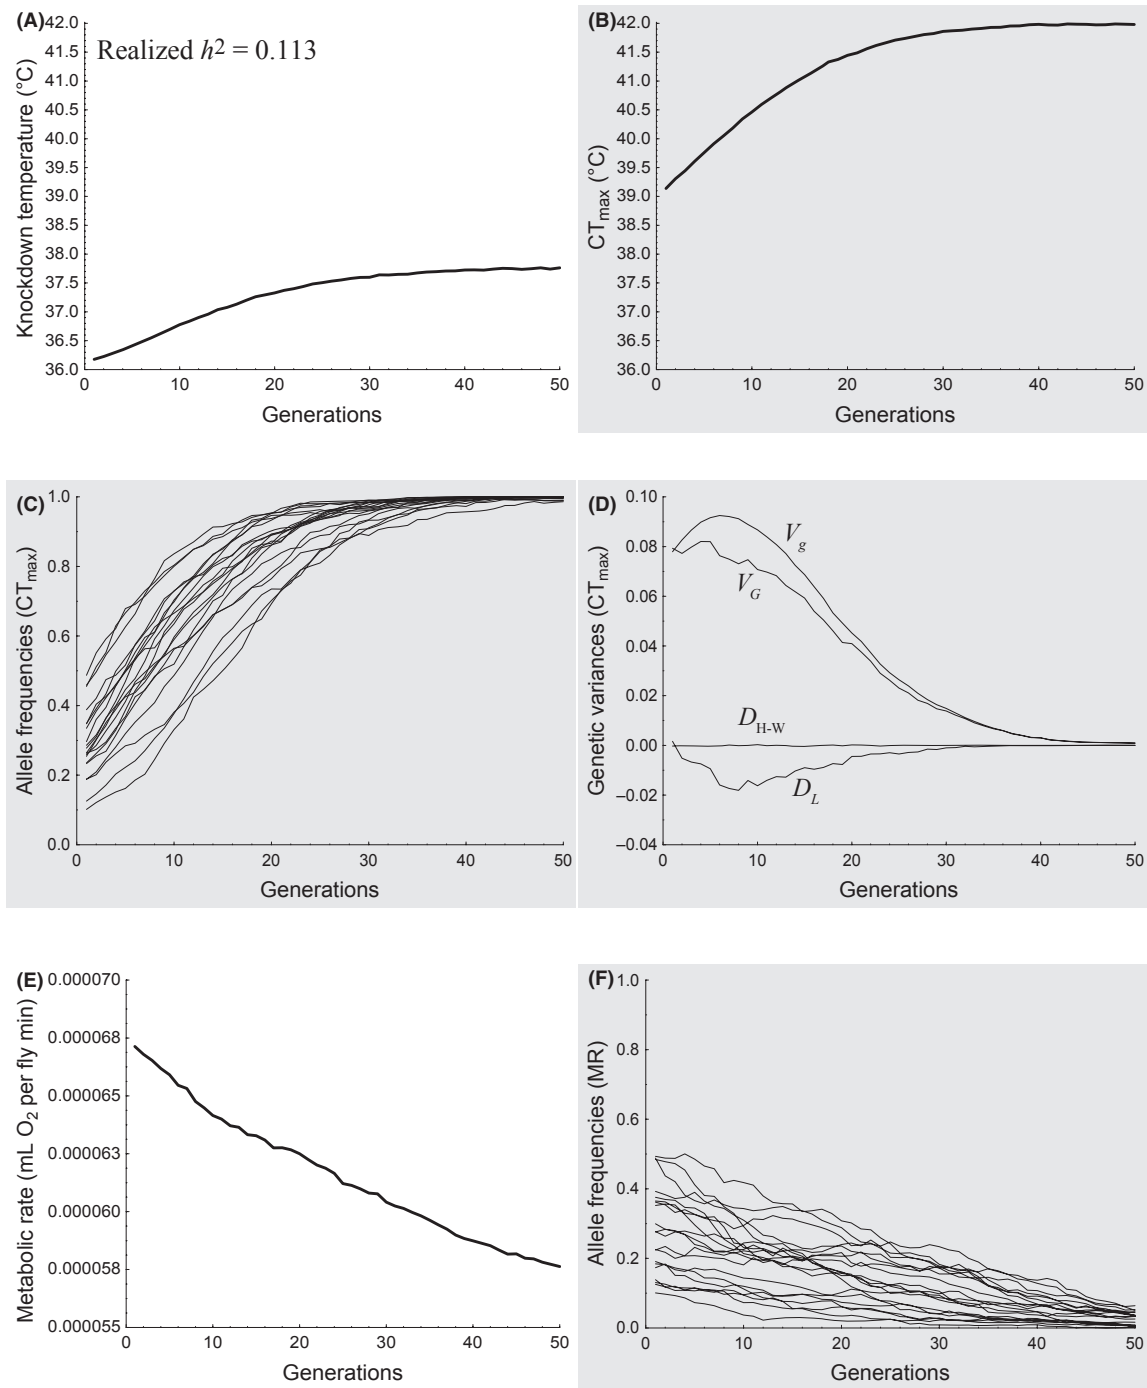 (A)
42.0
41.5
41.0
40.5
40.0
39.5
39.0
38.5
38.0
37.5
37.0
36.5
36.0
Knockdown temperature (°C)
Realized h2 = 0.113
0 10 20 30 40 50
Generations
(B)
42.0
41.5
41.0
40.5
40.0
39.5
39.0
38.5
38.0
37.5
37.0
36.5
36.0
CTmax (°C)
0 10 20 30 40 50
Generations
(C)
1.0
0.8
0.6
0.4
0.2
0.0
Allele frequencies (CTmax)
0 10 20 30 40 50
Generations
(D)
0.10
0.08
0.06
0.04
0.02
0.00
−0.02
−0.04
Genetic variances (CTmax)
Vg
VG
DH-W
DL
0 10 20 30 40 50
Generations
(E)
0.000070
0.000068
0.000065
0.000063
0.000060
0.000058
0.000055
Metabolic rate (mL O2 per fly min)
0 10 20 30 40 50
Generations
(F)
1.0
0.8
0.6
0.4
0.2
0.0
Allele frequencies (MR)
0 10 20 30 40 50
Generations